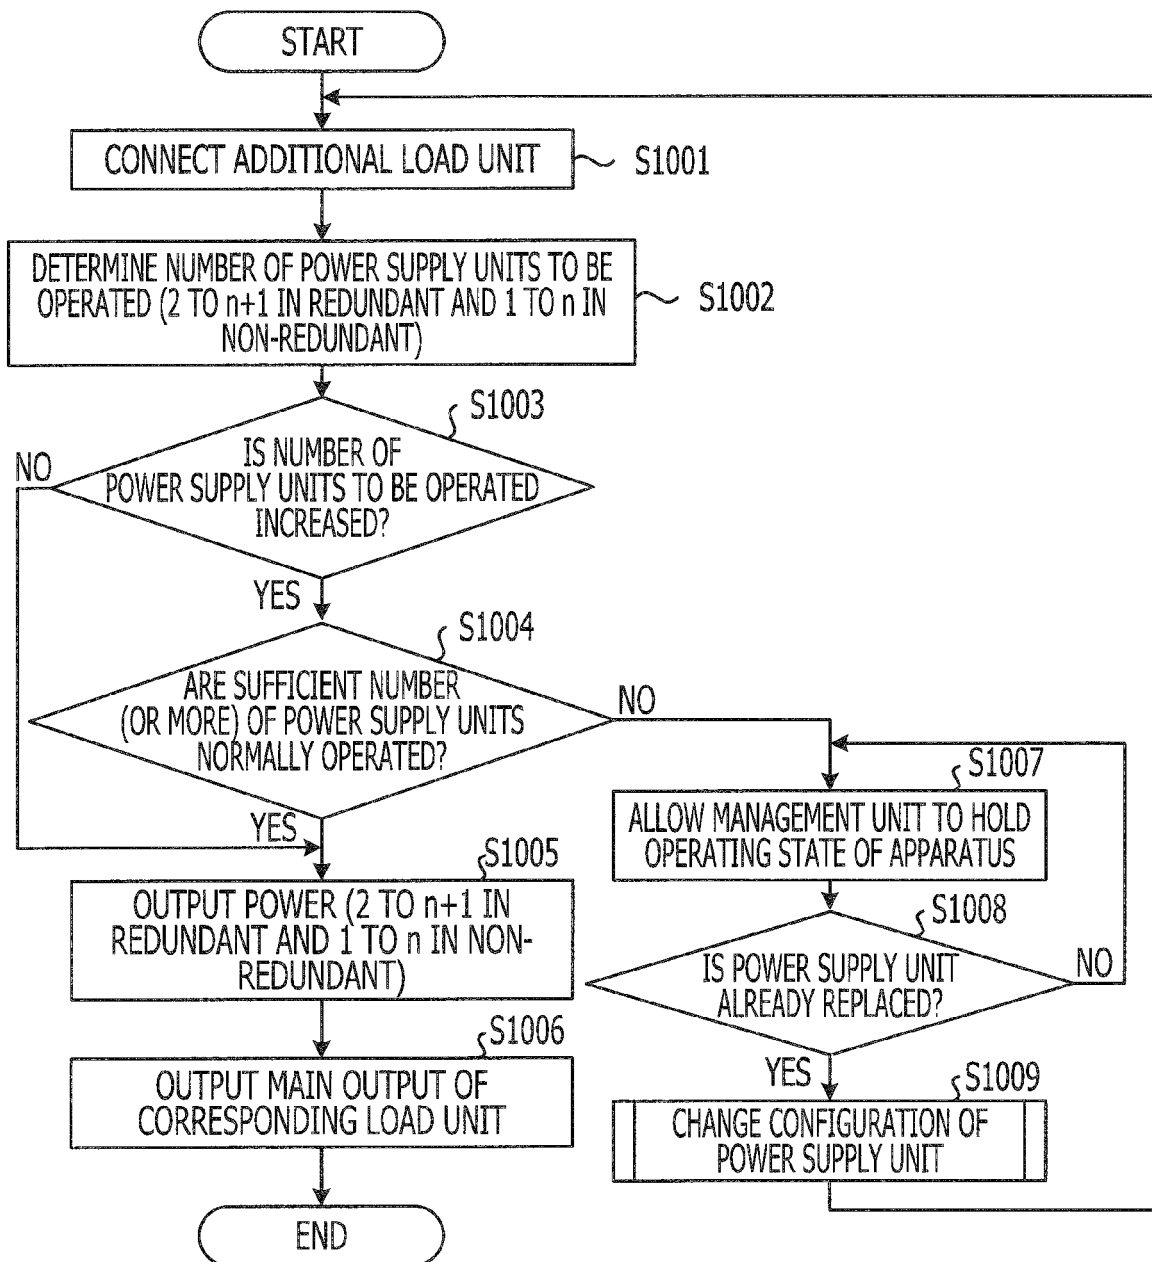 START
CONNECT ADDITIONAL LOAD UNIT
S1001
DETERMINE NUMBER OF POWER SUPPLY UNITS TO BE
OPERATED (2 TO n+1 IN REDUNDANT AND 1 TO n IN
NON-REDUNDANT)
S1002
S1003
IS NUMBER OF
POWER SUPPLY UNITS TO BE OPERATED
INCREASED?
NO
YES
S1004
ARE SUFFICIENT NUMBER
(OR MORE) OF POWER SUPPLY UNITS
NORMALLY OPERATED?
NO
YES
S1005
OUTPUT POWER (2 TO n+1 IN
REDUNDANT AND 1 TO n IN NON-
REDUNDANT)
S1006
OUTPUT MAIN OUTPUT OF
CORRESPONDING LOAD UNIT
END
S1007
ALLOW MANAGEMENT UNIT TO HOLD
OPERATING STATE OF APPARATUS
S1008
IS POWER SUPPLY UNIT
ALREADY REPLACED?
NO
YES
S1009
CHANGE CONFIGURATION OF
POWER SUPPLY UNIT